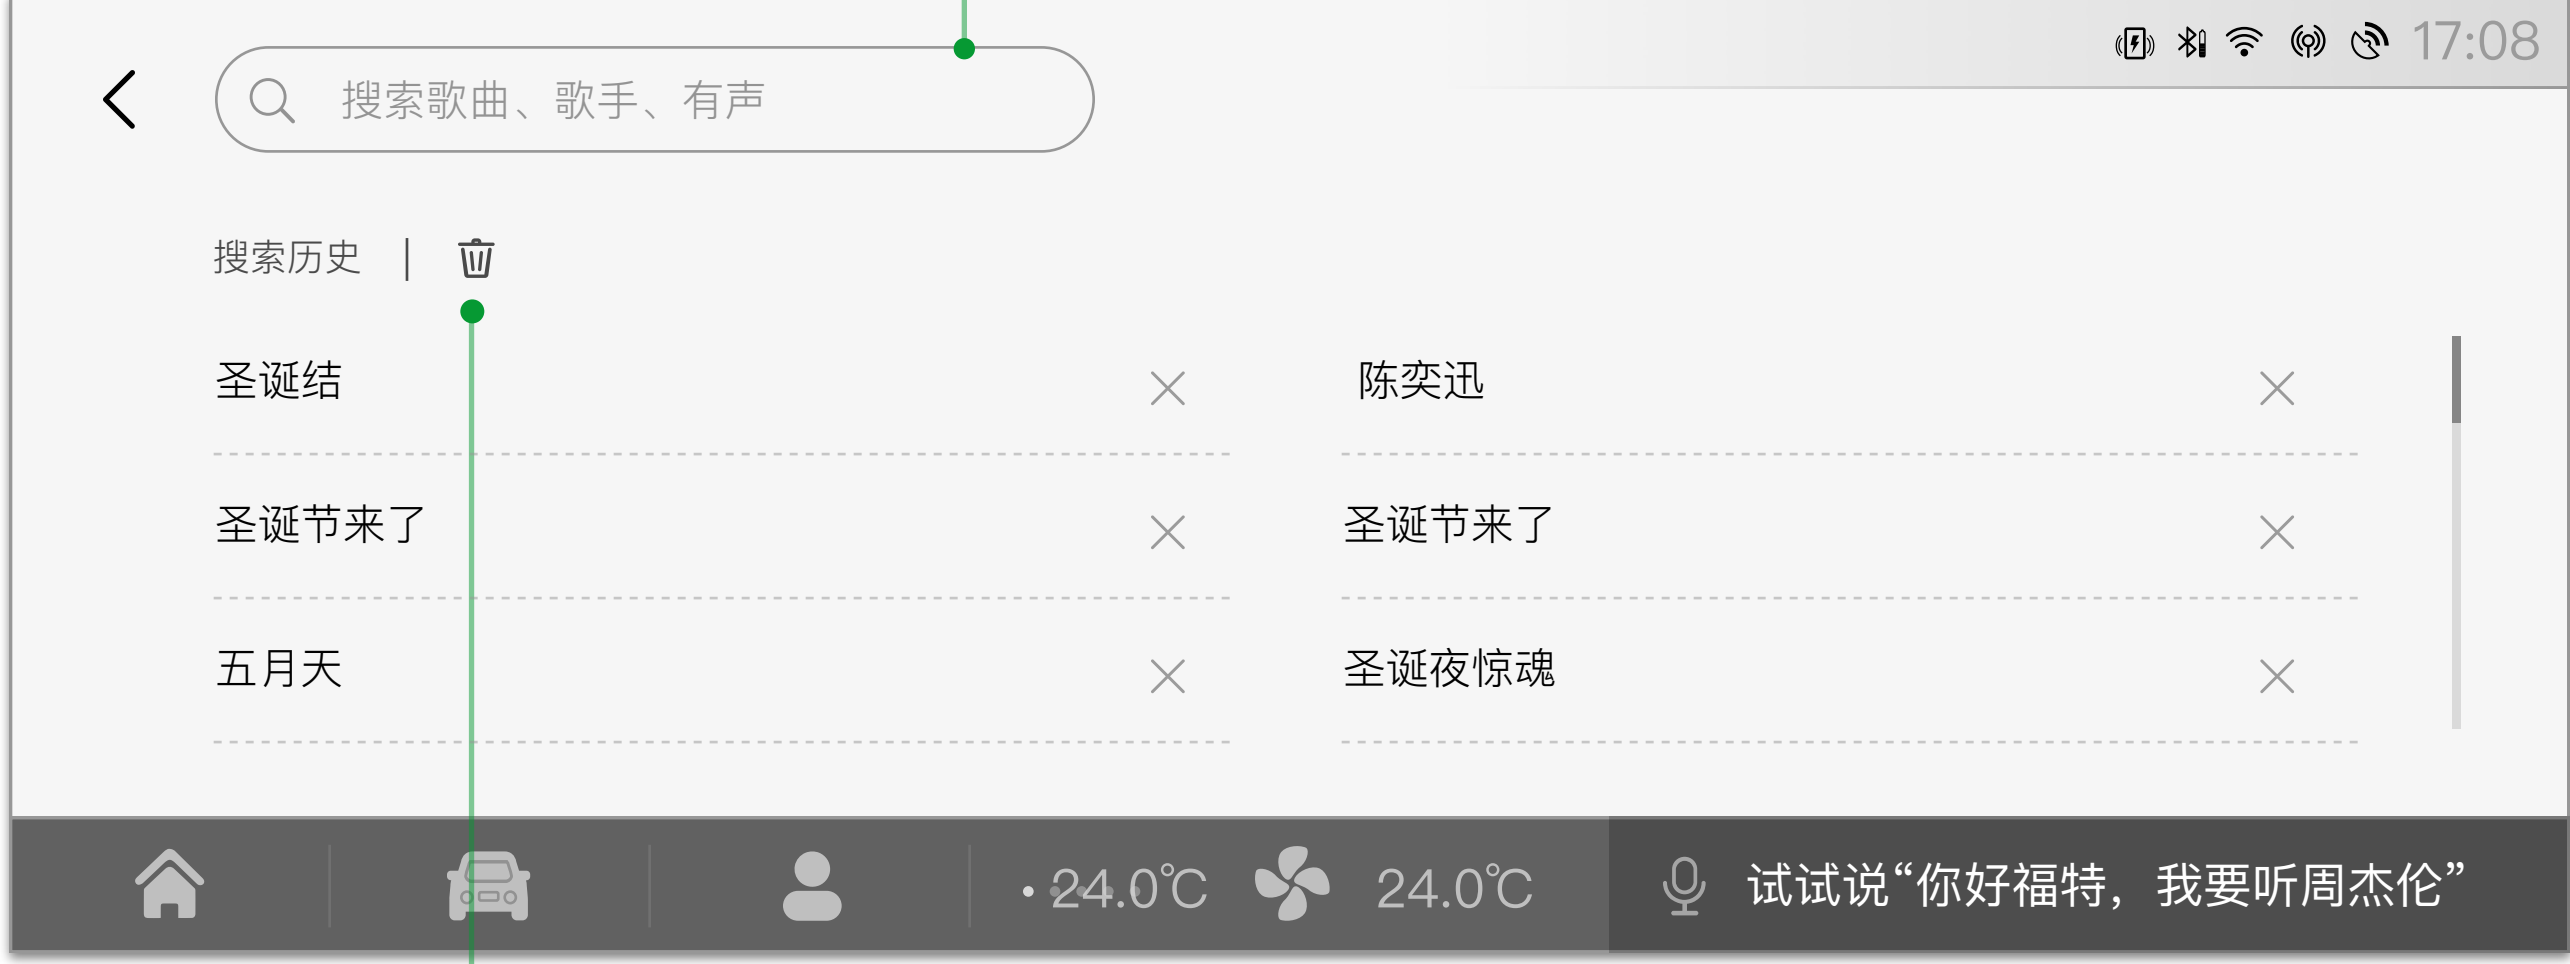 17:08
搜索歌曲、歌手、有声
搜索历史
圣诞结
陈奕迅
圣诞节来了
圣诞节来了
五月天
圣诞夜惊魂
24.0℃
24.0℃
试试说“你好福特，我要听周杰伦”